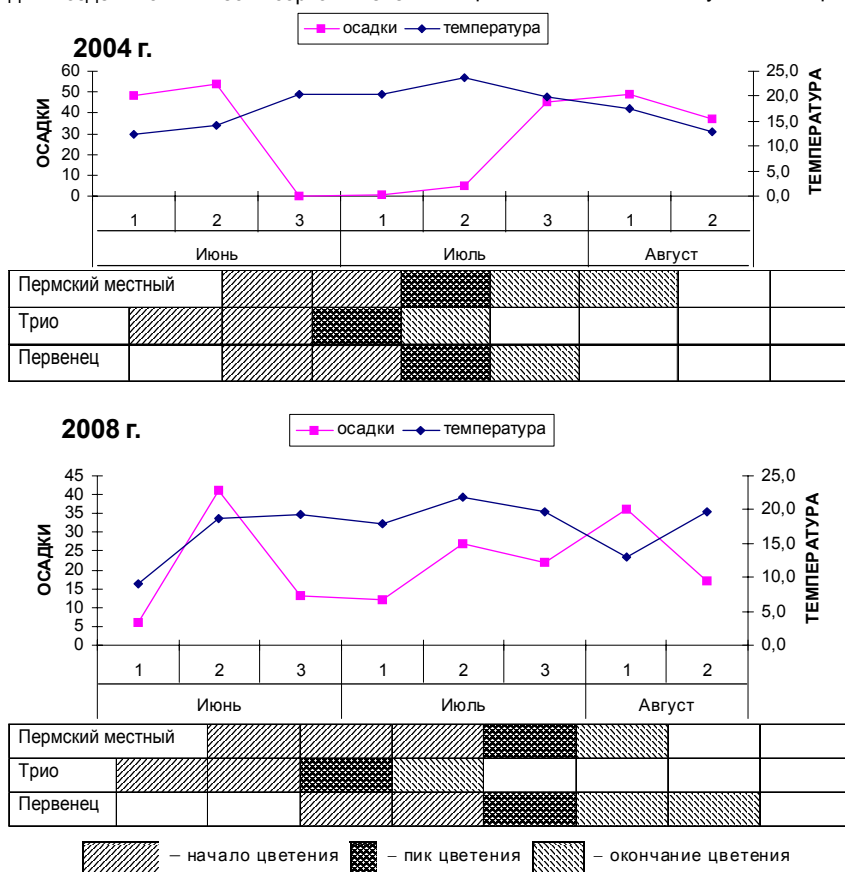 осадки температура
2004 г.
60 25,0
50 20,0
40 15,0
30 10,0
20 5,0
10 0,0
0
ОСАДКИ
ТЕМПЕРАТУРА
1 2 3 1 2 3 1 2
Июнь Июль Август
Пермский местный
Трио
Первенец
2008 г.
осадки температура
45 25,0
40 20,0
35 15,0
30 10,0
25 5,0
20 0,0
15
10
5
0
ОСАДКИ
ТЕМПЕРАТУРА
1 2 3 1 2 3 1 2
Июнь Июль Август
Пермский местный
Трио
Первенец
– начало цветения – пик цветения – окончание цветения